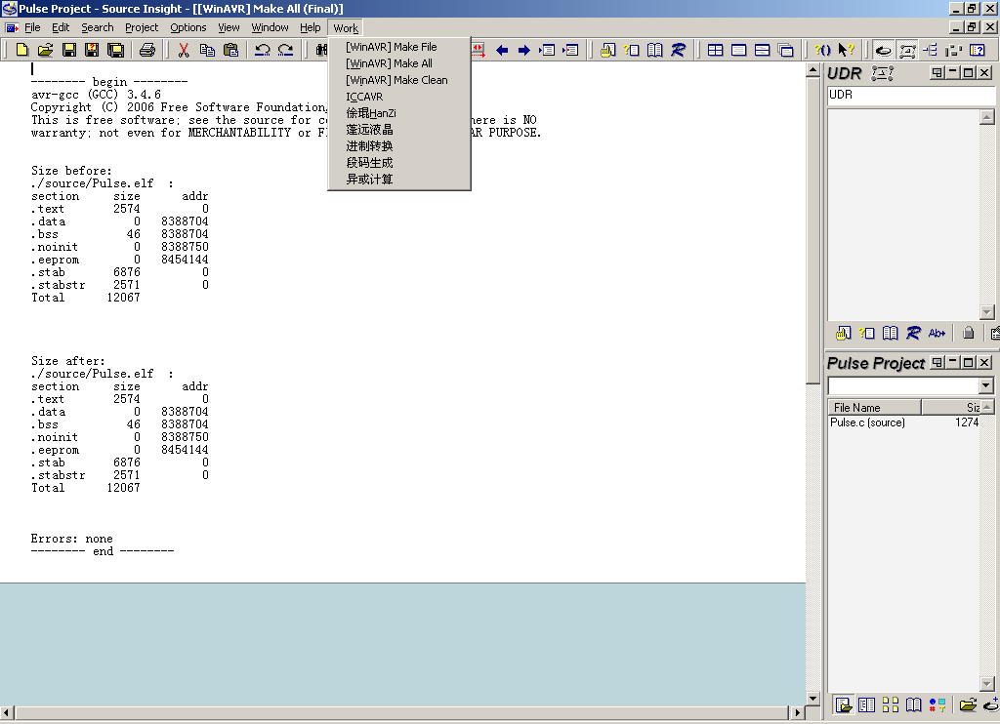 Pulse Project - Source Insight - [[WinAVR] Make All (Final)]
File Edit Search Project Options View Window Help Work
[WinAVR] Make File
[WinAVR] Make All
[WinAVR] Make Clean
ICCAVR
徐琨HanZi
蓬远液晶
进制转换
段码生成
异或计算
-------- begin --------
avr-gcc (GCC) 3.4.6
Copyright (C) 2006 Free Software Foundation,
This is free software; see the source for co here is NO
warranty; not even for MERCHANTABILITY or FI AR PURPOSE.
Size before:
./source/Pulse.elf :
section size addr
.text 2574 0
.data 0 8388704
.bss 46 8388704
.noinit 0 8388750
.eeprom 0 8454144
.stab 6876 0
.stabstr 2571 0
Total 12067
Size after:
./source/Pulse.elf :
section size addr
.text 2574 0
.data 0 8388704
.bss 46 8388704
.noinit 0 8388750
.eeprom 0 8454144
.stab 6876 0
.stabstr 2571 0
Total 12067
Errors: none
-------- end --------
UDR
UDR
Ab
Pulse Project
File Name Siz
Pulse.c (source) 1274